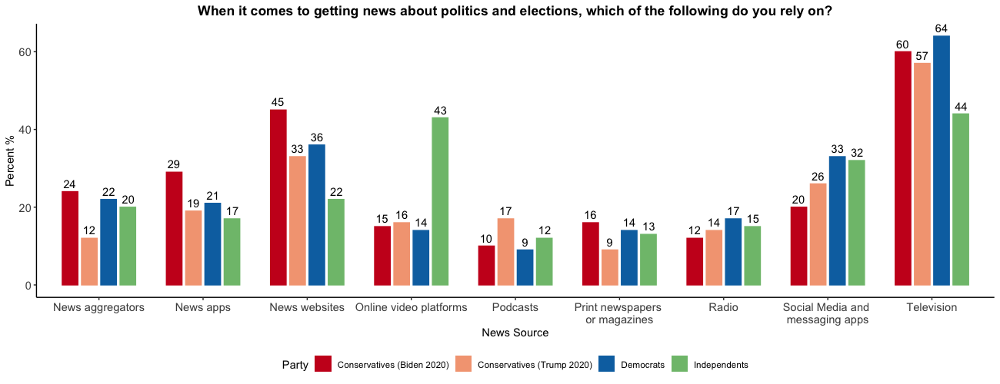 When it comes to getting news about politics and elections, which of the following do you rely on?
Percent %
60
40
20
0
24
12
22
20
29
19
21
17
45
33
36
22
15
16
14
43
10
17
9
12
16
9
14
13
12
14
17
15
20
26
33
32
60
57
64
44
News aggregators
News apps
News websites
Online video platforms
Podcasts
Print newspapers
or magazines
Radio
Social Media and
messaging apps
Television
News Source
Party Conservatives (Biden 2020) Conservatives (Trump 2020) Democrats Independents